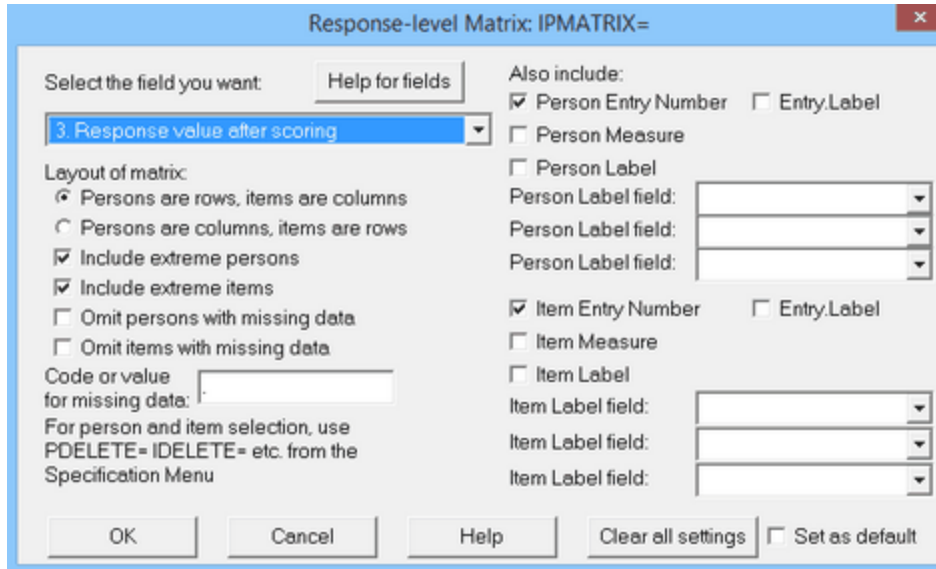 Response-level Matrix: IPMATRIX=
Select the field you want:
Help for fields
3. Response value after scoring
Layout of matrix:
Persons are rows, items are columns
Persons are columns, items are rows
Include extreme persons
Include extreme items
Omit persons with missing data
Omit items with missing data
Code or value
for missing data:
.
For person and item selection, use
PDELETE= IDELETE= etc. from the
Specification Menu
Also include:
Person Entry Number
Entry.Label
Person Measure
Person Label
Person Label field:
Person Label field:
Person Label field:
Item Entry Number
Entry.Label
Item Measure
Item Label
Item Label field:
Item Label field:
Item Label field:
OK
Cancel
Help
Clear all settings
Set as default